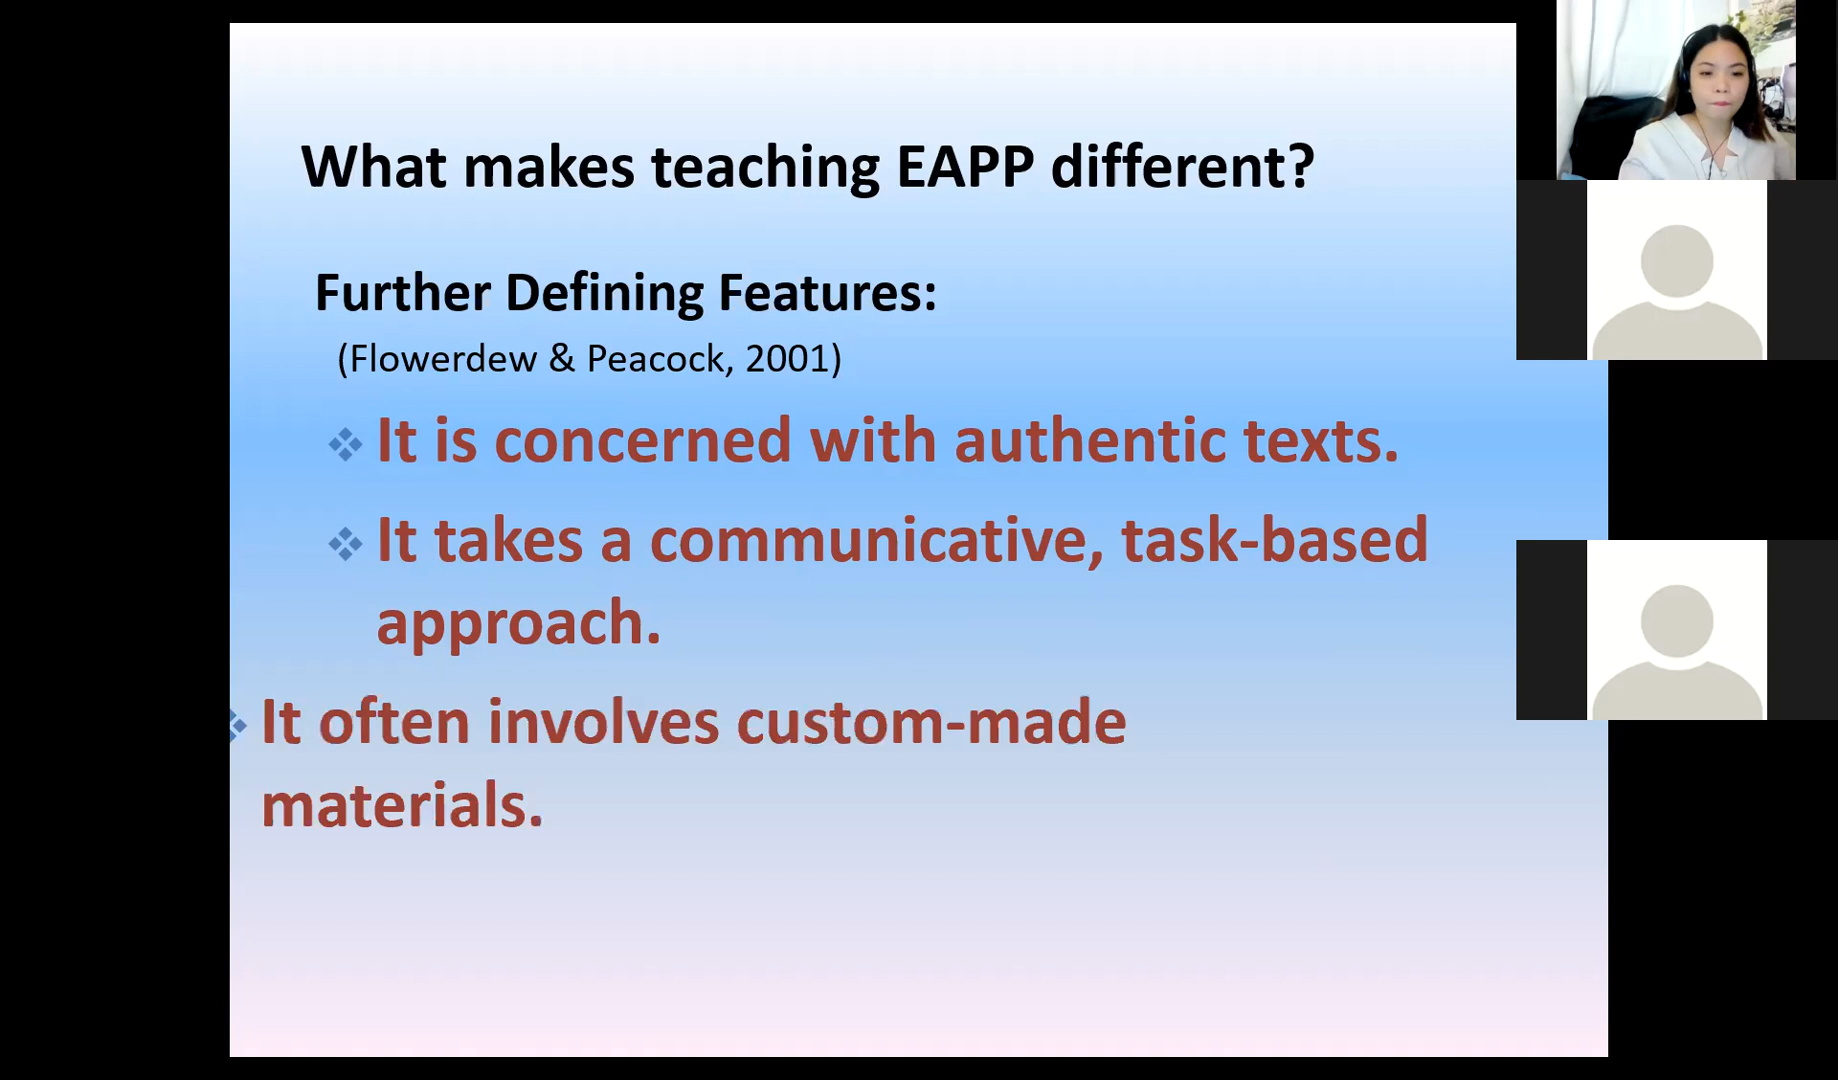 What makes teaching EAPP different?
Further Defining Features:
(Flowerdew & Peacock, 2001)
It is concerned with authentic texts.
It takes a communicative, task-based
approach.
It often involves custom-made
materials.